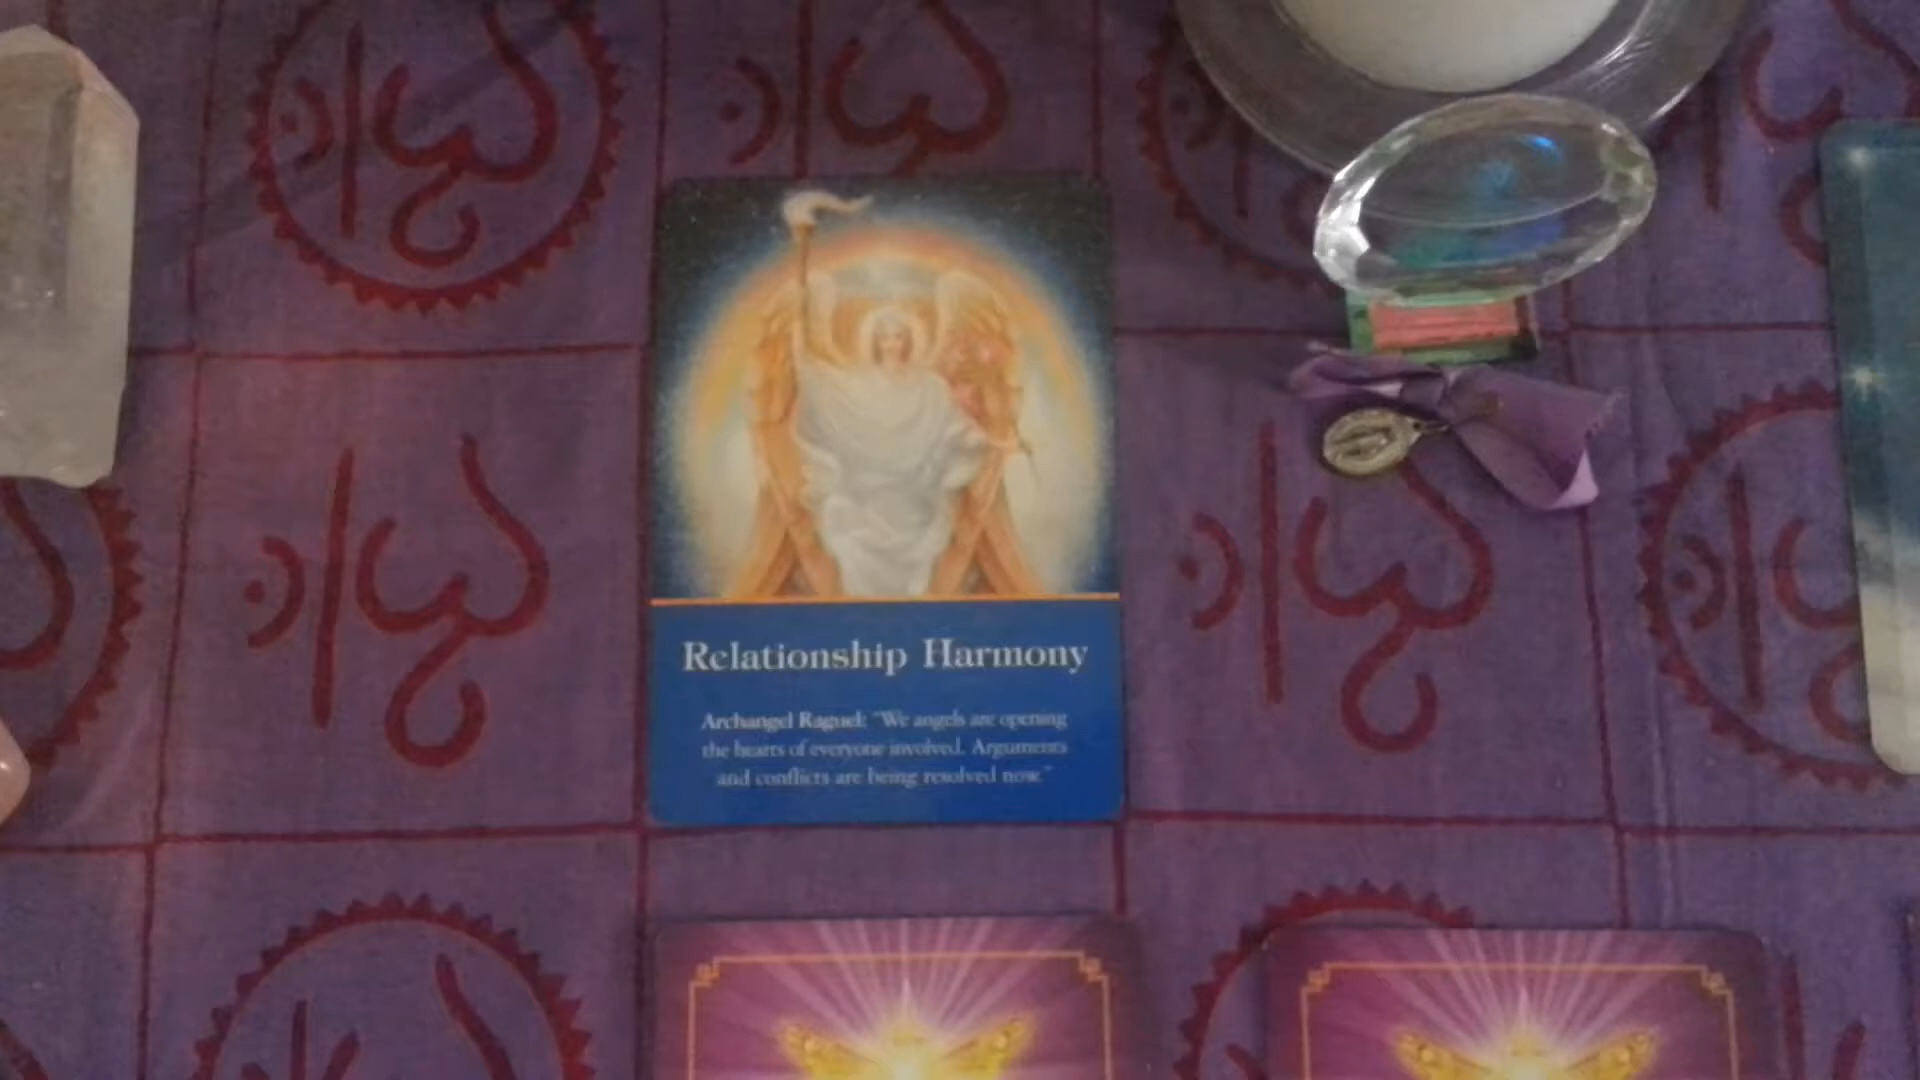 Relationship Harmony
Archangel Raguel: "We angels are opening
the hearts of everyone involved. Arguments
and conflicts are being resolved now."